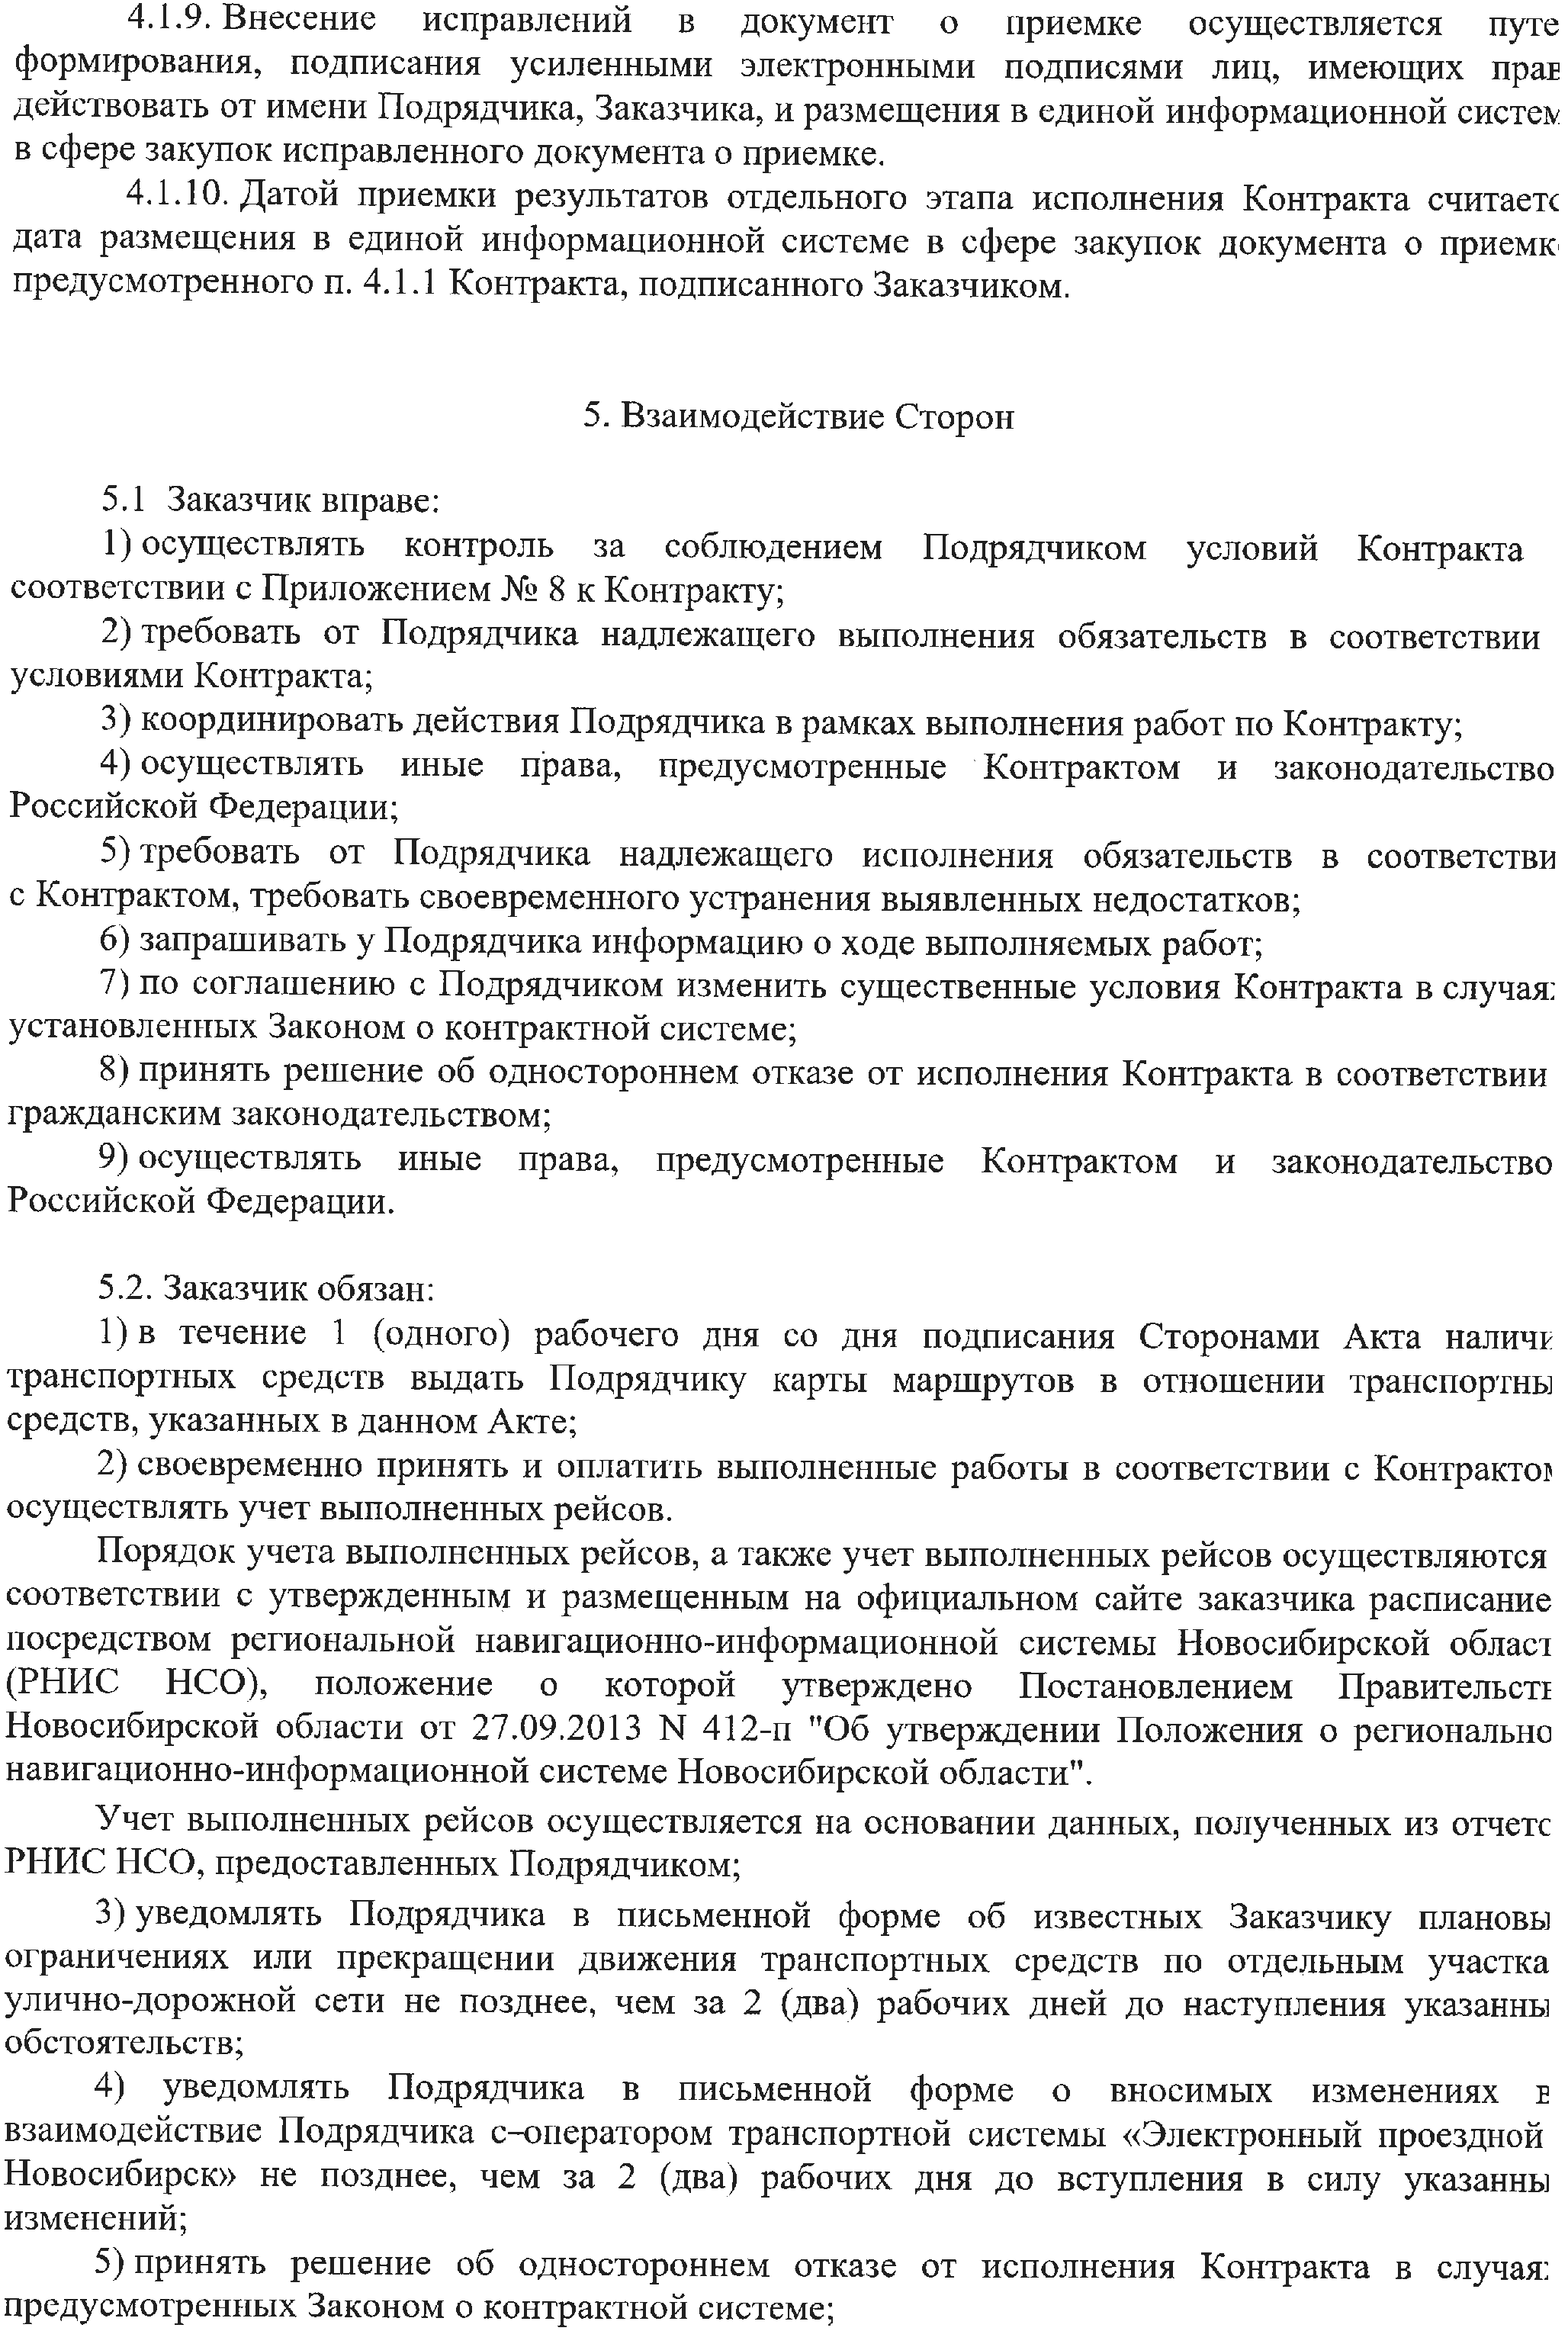 4.1.9. Внесение исправлений в документ о приемке осуществляется путе
формирования, подписания усиленными электронными подписями лиц, имеющих прав
действовать от имени Подрядчика, Заказчика, и размещения в единой информационной систем
в сфере закупок исправленного документа о приемке.
4.1.10. Датой приемки результатов отдельного этапа исполнения Контракта считаетс
дата размещения в единой информационной системе в сфере закупок документа о приемк
предусмотренного п. 4.1.1 Контракта, подписанного Заказчиком.
5. Взаимодействие Сторон
5.1 Заказчик вправе:
1) осуществлять контроль за соблюдением Подрядчиком условий Контракта
соответствии с Приложением № 8 к Контракту;
2) требовать от Подрядчика надлежащего выполнения обязательств в соответствии
условиями Контракта;
3) координировать действия Подрядчика в рамках выполнения работ по Контракту;
4) осуществлять иные права, предусмотренные Контрактом и законодательство
Российской Федерации;
5) требовать от Подрядчика надлежащего исполнения обязательств в соответстви
с Контрактом, требовать своевременного устранения выявленных недостатков;
6) запрашивать у Подрядчика информацию о ходе выполняемых работ;
7) по соглашению с Подрядчиком изменить существенные условия Контракта в случая
установленных Законом о контрактной системе;
8) принять решение об одностороннем отказе от исполнения Контракта в соответствии
гражданским законодательством;
9) осуществлять иные права, предусмотренные Контрактом и законодательство
Российской Федерации.
5.2. Заказчик обязан:
1) в течение 1 (одного) рабочего дня со дня подписания Сторонами Акта наличи
транспортных средств выдать Подрядчику карты маршрутов в отношении транспортны
средств, указанных в данном Акте;
2) своевременно принять и оплатить выполненные работы в соответствии с Контрактом
осуществлять учет выполненных рейсов.
Порядок учета выполненных рейсов, а также учет выполненных рейсов осуществляются
соответствии с утвержденным и размещенным на официальном сайте заказчика расписание
посредством региональной навигационно-информационной системы Новосибирской област
(РНИС НСО), положение о которой утверждено Постановлением Правительств
Новосибирской области от 27.09.2013 N 412-п "Об утверждении Положения о регионально
навигационно-информационной системе Новосибирской области".
Учет выполненных рейсов осуществляется на основании данных, полученных из отчето
РНИС НСО, предоставленных Подрядчиком;
3) уведомлять Подрядчика в письменной форме об известных Заказчику плановы
ограничениях или прекращении движения транспортных средств по отдельным участка
улично-дорожной сети не позднее, чем за 2 (два) рабочих дней до наступления указанны
обстоятельств;
4) уведомлять Подрядчика в письменной форме о вносимых изменениях в
взаимодействие Подрядчика с–оператором транспортной системы «Электронный проездной
Новосибирск» не позднее, чем за 2 (два) рабочих дня до вступления в силу указанны
изменений;
5) принять решение об одностороннем отказе от исполнения Контракта в случая
предусмотренных Законом о контрактной системе;